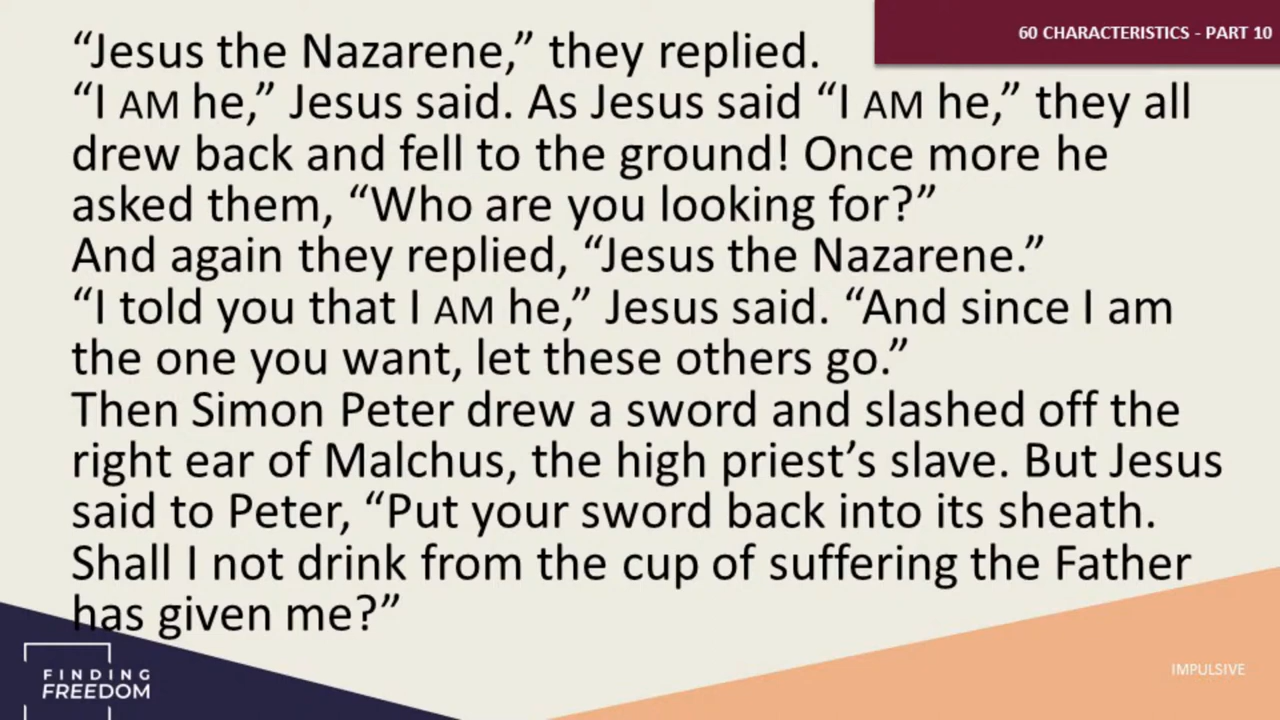 60 CHARACTERISTICS - PART 10
“Jesus the Nazarene,” they replied.
“I AM he,” Jesus said. As Jesus said “I AM he,” they all
drew back and fell to the ground! Once more he
asked them, “Who are you looking for?”
And again they replied, “Jesus the Nazarene.”
“I told you that I AM he,” Jesus said. “And since I am
the one you want, let these others go.”
Then Simon Peter drew a sword and slashed off the
right ear of Malchus, the high priest’s slave. But Jesus
said to Peter, “Put your sword back into its sheath.
Shall I not drink from the cup of suffering the Father
has given me?”
FINDING
FREEDOM
IMPULSIVE